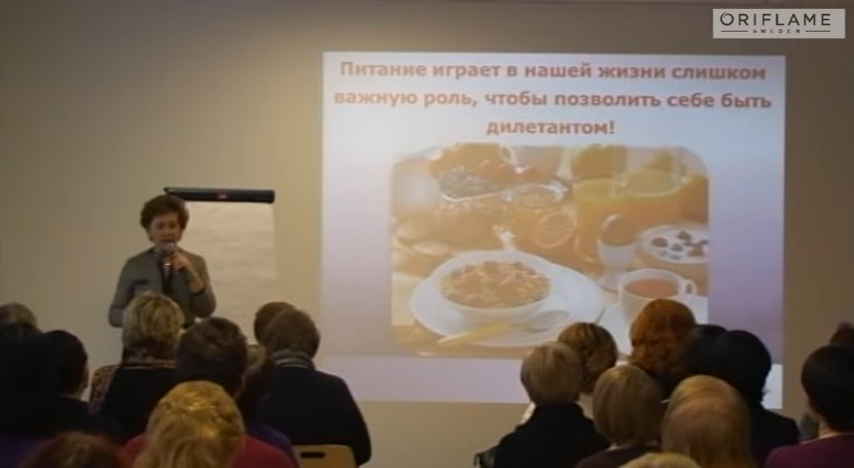 ORIFLAME
SWEDEN
Питание играет в нашей жизни слишком
важную роль, чтобы позволить себе быть
дилетантом!